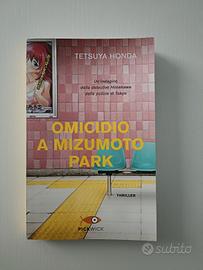 TETSUYA HONDA
Un'indagine
della detective Himekawa
della polizia di Tokyo
OMICIDIO
A MIZUMOTO
PARK
THRILLER
PICKWICK
subito